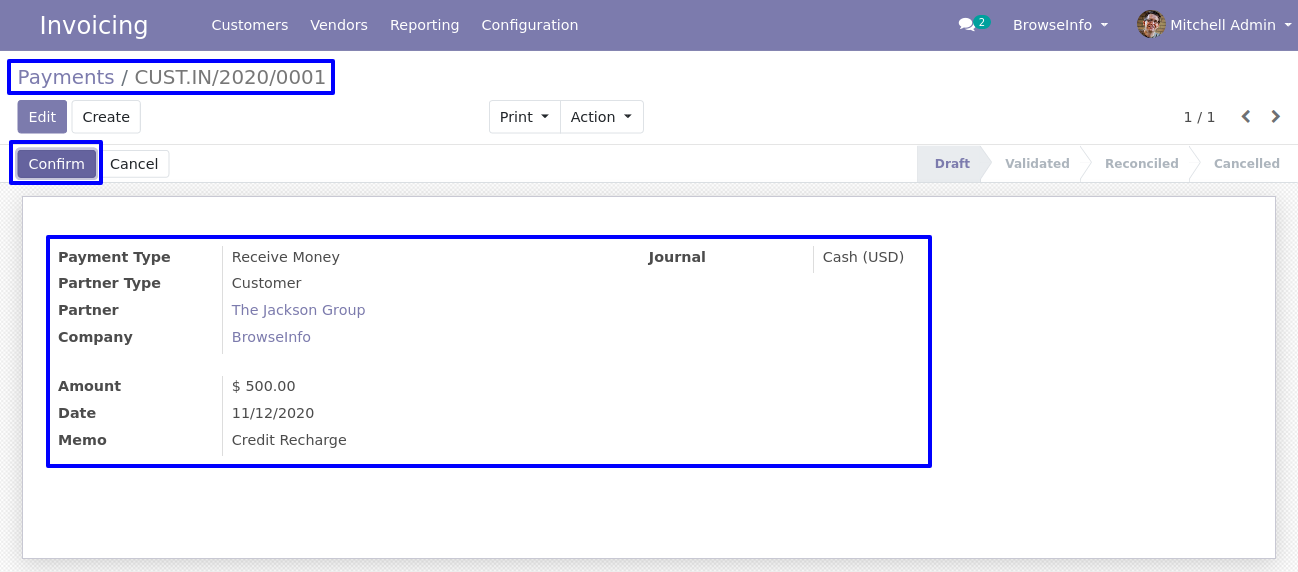 Invoicing Customers Vendors Reporting Configuration 2 BrowseInfo Mitchell Admin
Payments / CUST.IN/2020/0001
Edit Create Print Action 1 / 1
Confirm Cancel Draft Validated Reconciled Cancelled
Payment Type Receive Money Journal Cash (USD)
Partner Type Customer
Partner The Jackson Group
Company BrowseInfo
Amount $ 500.00
Date 11/12/2020
Memo Credit Recharge